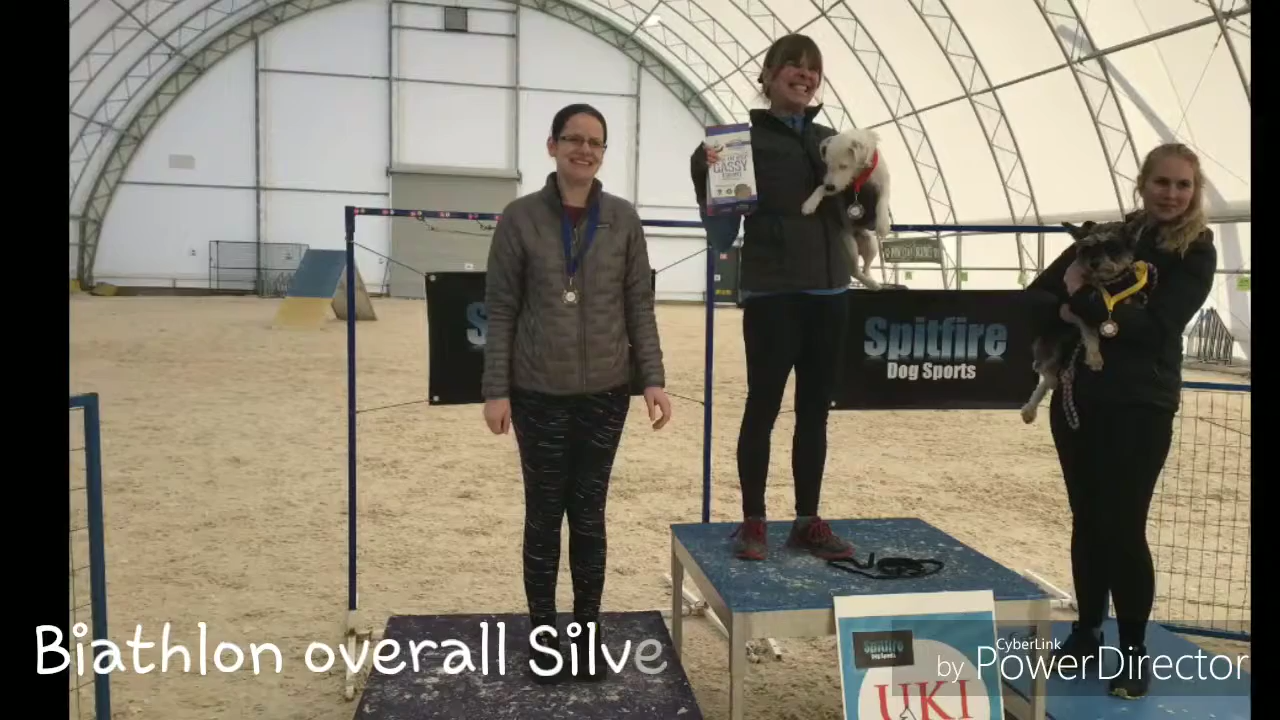 GASSY
S
Spitfire
Dog Sports
Spitfire
Dog Sports
UKI
Biathlon overall Silve
CyberLink
by PowerDirector